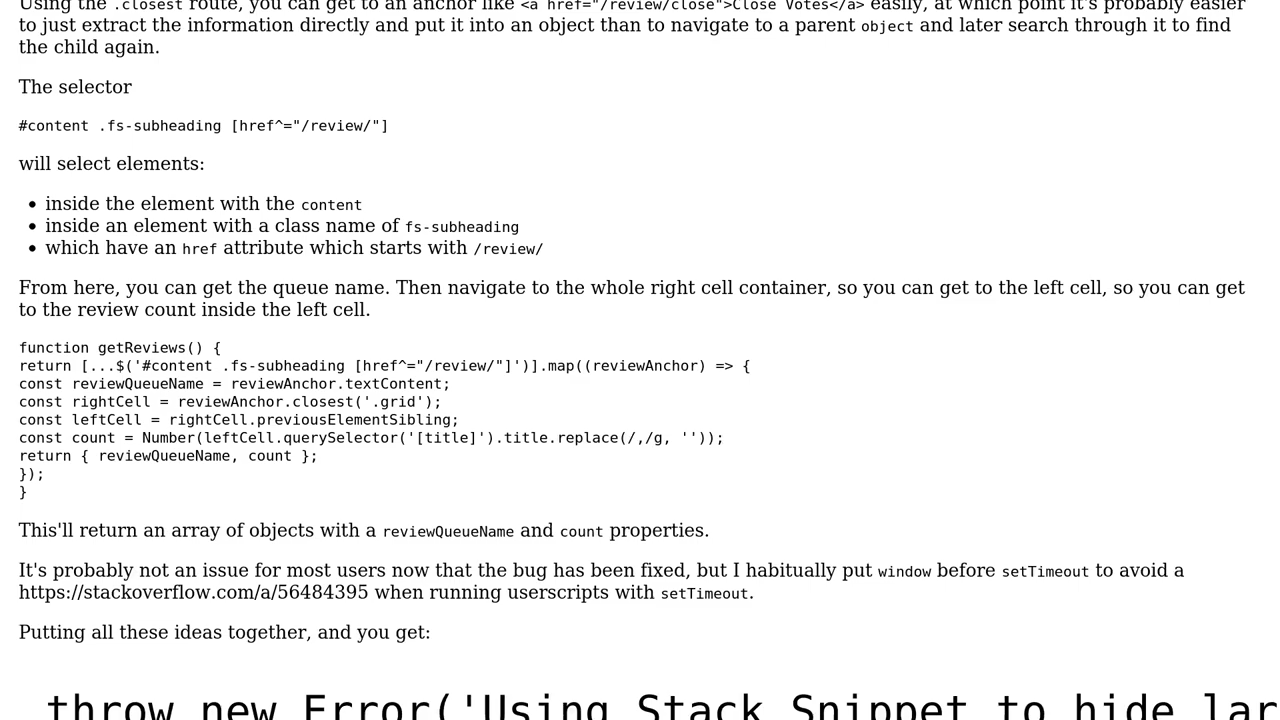 Using the .closest route, you can get to an anchor like <a href="/review/close">Close Votes</a> easily, at which point it's probably easier
to just extract the information directly and put it into an object than to navigate to a parent object and later search through it to find
the child again.
The selector
#content .fs-subheading [href^="/review/"]
will select elements:
• inside the element with the content
• inside an element with a class name of fs-subheading
• which have an href attribute which starts with /review/
From here, you can get the queue name. Then navigate to the whole right cell container, so you can get to the left cell, so you can get
to the review count inside the left cell.
function getReviews() {
return [...$('#content .fs-subheading [href^="/review/"]')].map((reviewAnchor) => {
const reviewQueueName = reviewAnchor.textContent;
const rightCell = reviewAnchor.closest('.grid');
const leftCell = rightCell.previousElementSibling;
const count = Number(leftCell.querySelector('[title]').title.replace(/,/g, ''));
return { reviewQueueName, count };
});
}
This'll return an array of objects with a reviewQueueName and count properties.
It's probably not an issue for most users now that the bug has been fixed, but I habitually put window before setTimeout to avoid a
https://stackoverflow.com/a/56484395 when running userscripts with setTimeout.
Putting all these ideas together, and you get:
throw new Error('Using Stack Snippet to hide lar